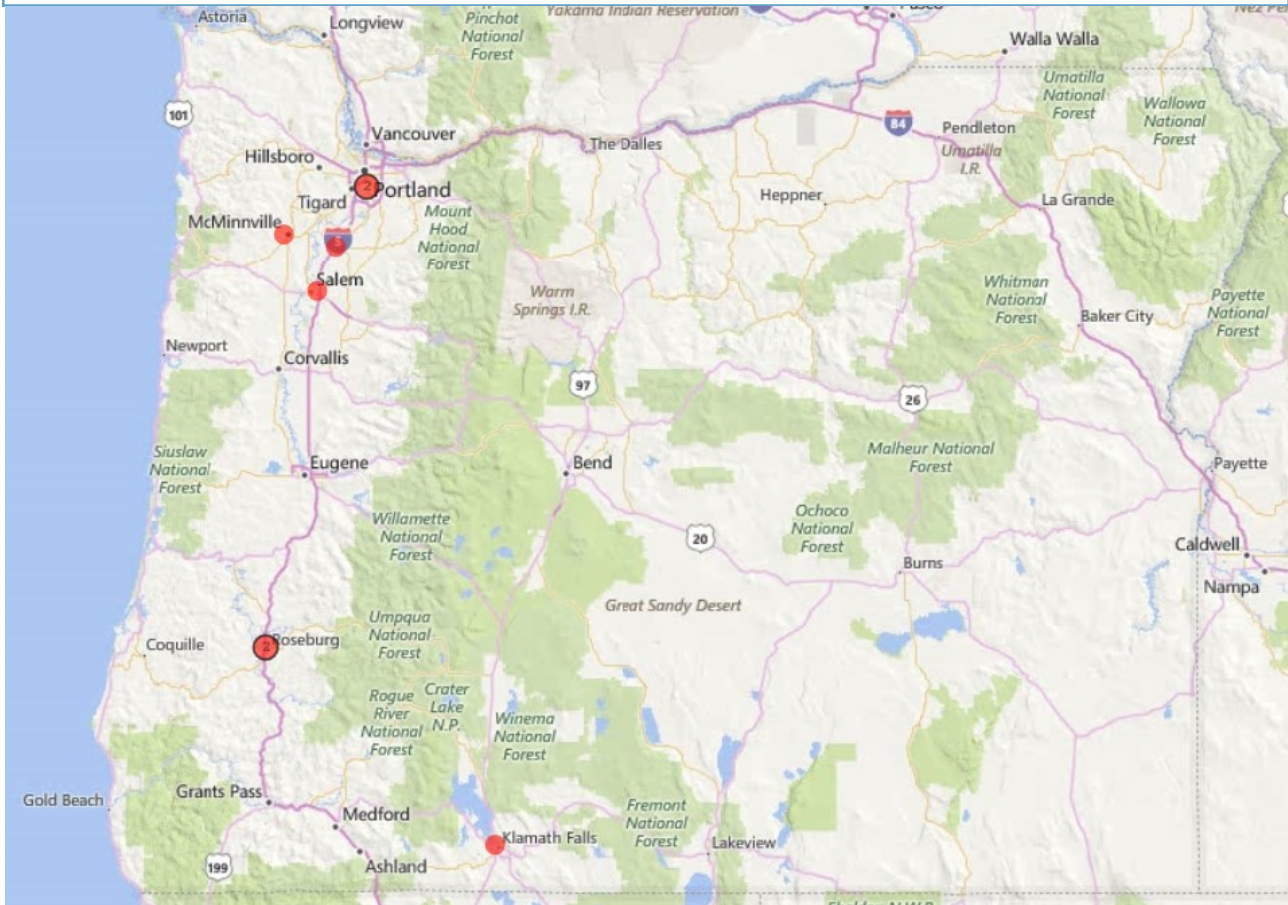 Astoria
Longview
Pinchot
National
Forest
Yakama Indian Reservation
Pasco
Walla Walla
101
Vancouver
Hillsboro
The Dalles
84
Pendleton
Umatilla
I.R.
Umatilla
National
Forest
Wallowa
National
Forest
2
Portland
Tigard
Heppner
La Grande
McMinnville
5
Mount
Hood
National
Forest
Salem
Warm
Springs I.R.
Whitman
National
Forest
Payette
National
Forest
Baker City
Newport
Corvallis
97
26
Siuslaw
National
Forest
Eugene
Bend
Malheur National
Forest
Payette
Willamette
National
Forest
20
Ochoco
National
Forest
Burns
Caldwell
Nampa
Great Sandy Desert
Coquille
2
Roseburg
Umpqua
National
Forest
Rogue
River
National
Forest
Crater
Lake
N.P.
Winema
National
Forest
Gold Beach
Grants Pass
Medford
Klamath Falls
Fremont
National
Forest
Lakeview
199
Ashland